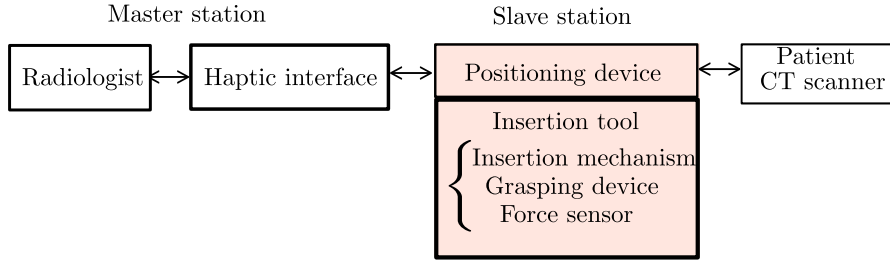 Master station
Slave station
Radiologist
Haptic interface
Positioning device
Patient
CT scanner
Insertion tool
Insertion mechanism
Grasping device
Force sensor